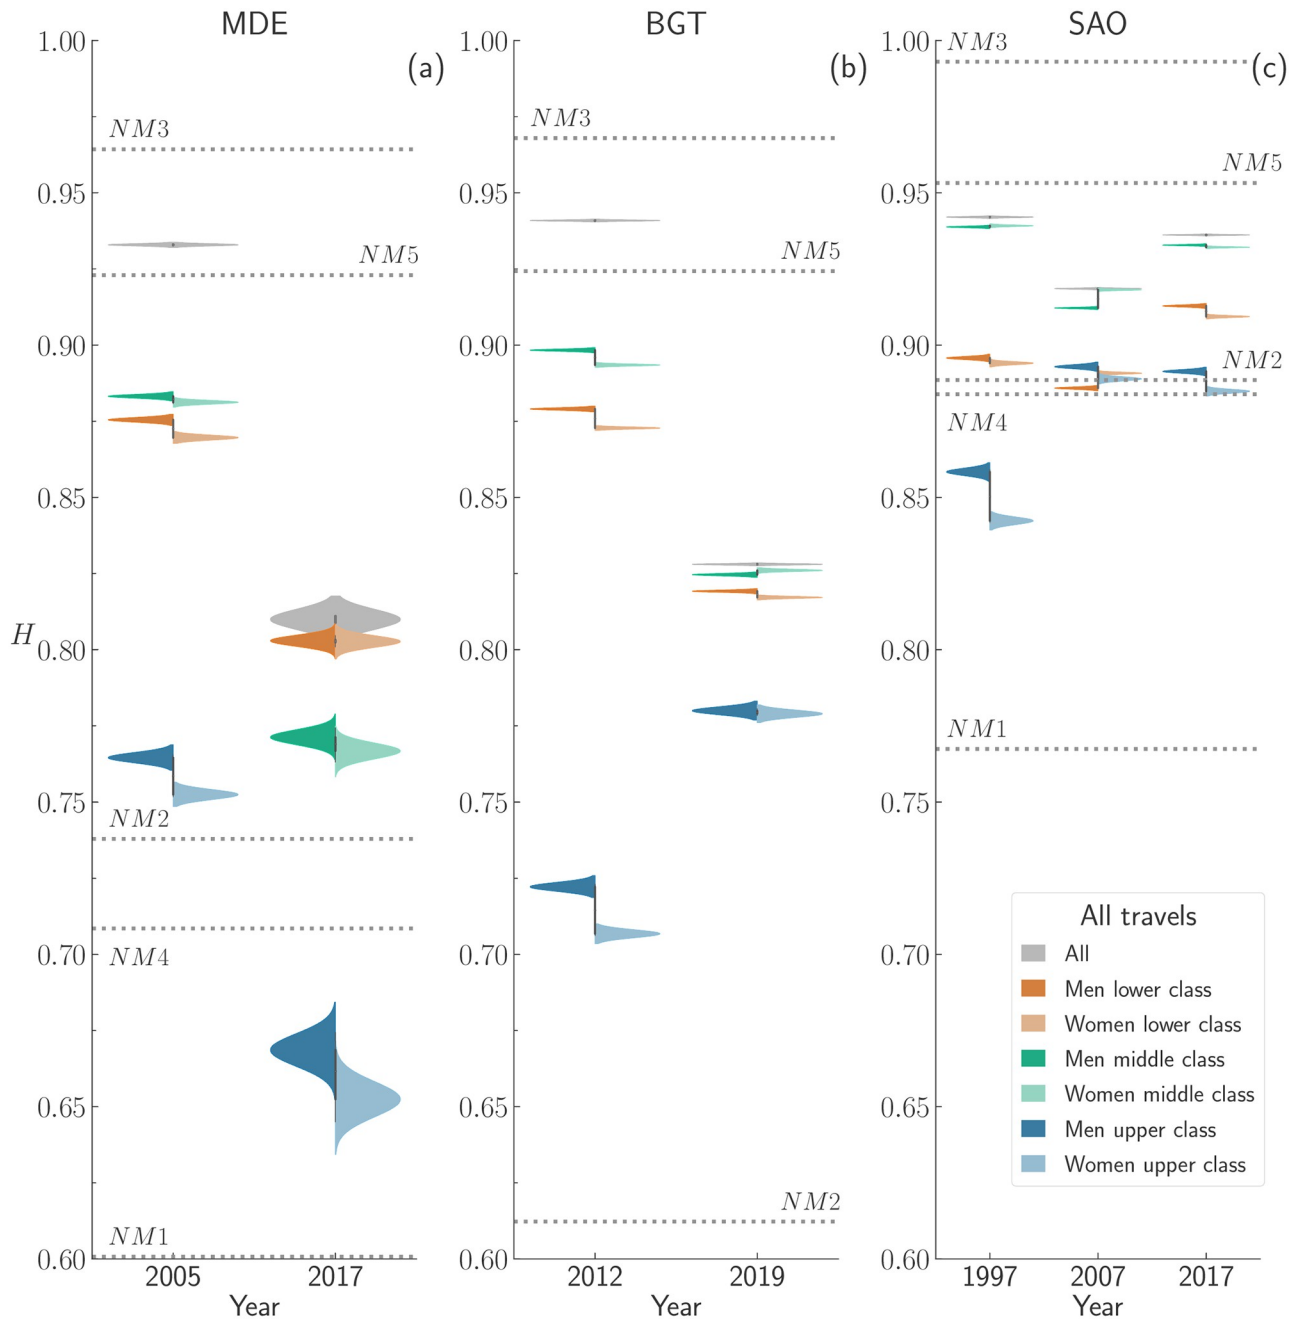 MDE
BGT
SAO
(a)
(b)
(c)
1.00
0.95
0.90
0.85
0.80
0.75
0.70
0.65
0.60
H
NM3
NM5
NM2
NM4
NM1
2005 2017
Year
1.00
0.95
0.90
0.85
0.80
0.75
0.70
0.65
0.60
NM3
NM5
NM2
2012 2019
Year
1.00
0.95
0.90
0.85
0.80
0.75
0.70
0.65
0.60
NM3
NM5
NM2
NM4
NM1
All travels
All
Men lower class
Women lower class
Men middle class
Women middle class
Men upper class
Women upper class
1997 2007 2017
Year